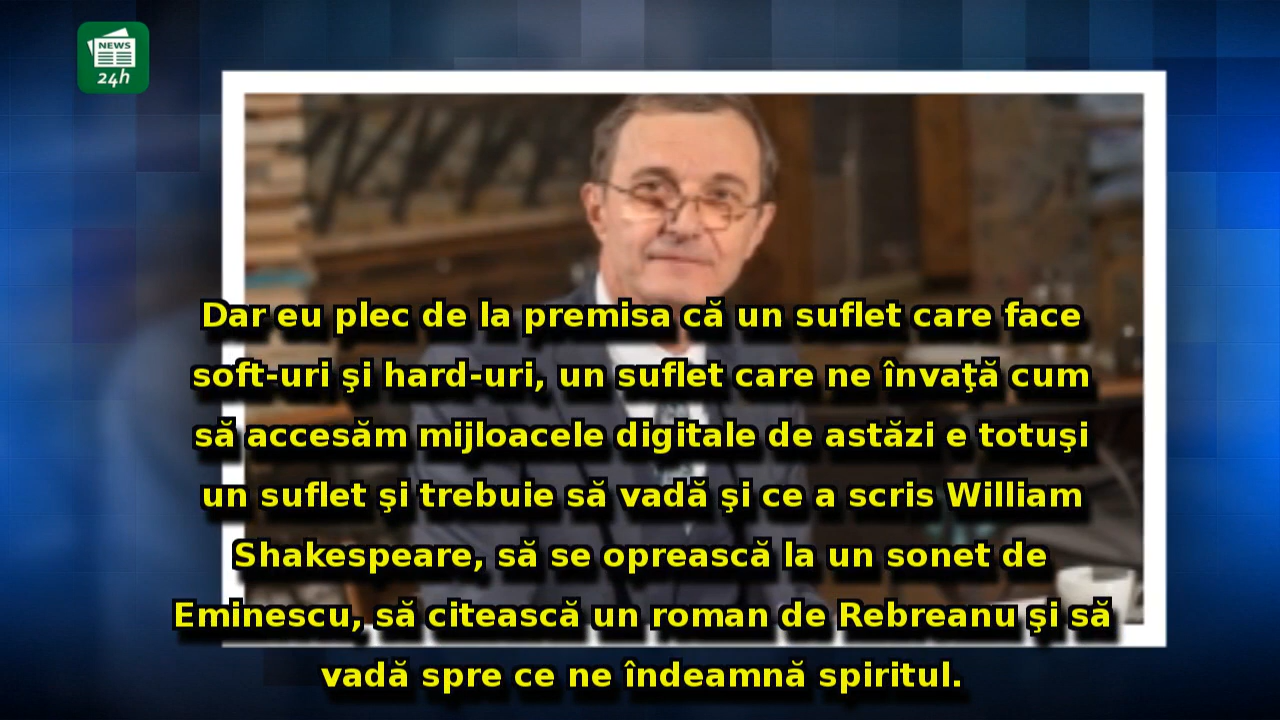 NEWS
24h
Dar eu plec de la premisa că un suflet care face
soft-uri şi hard-uri, un suflet care ne învaţă cum
să accesăm mijloacele digitale de astăzi e totuşi
un suflet şi trebuie să vadă şi ce a scris William
Shakespeare, să se oprească la un sonet de
Eminescu, să citească un roman de Rebreanu şi să
vadă spre ce ne îndeamnă spiritul.